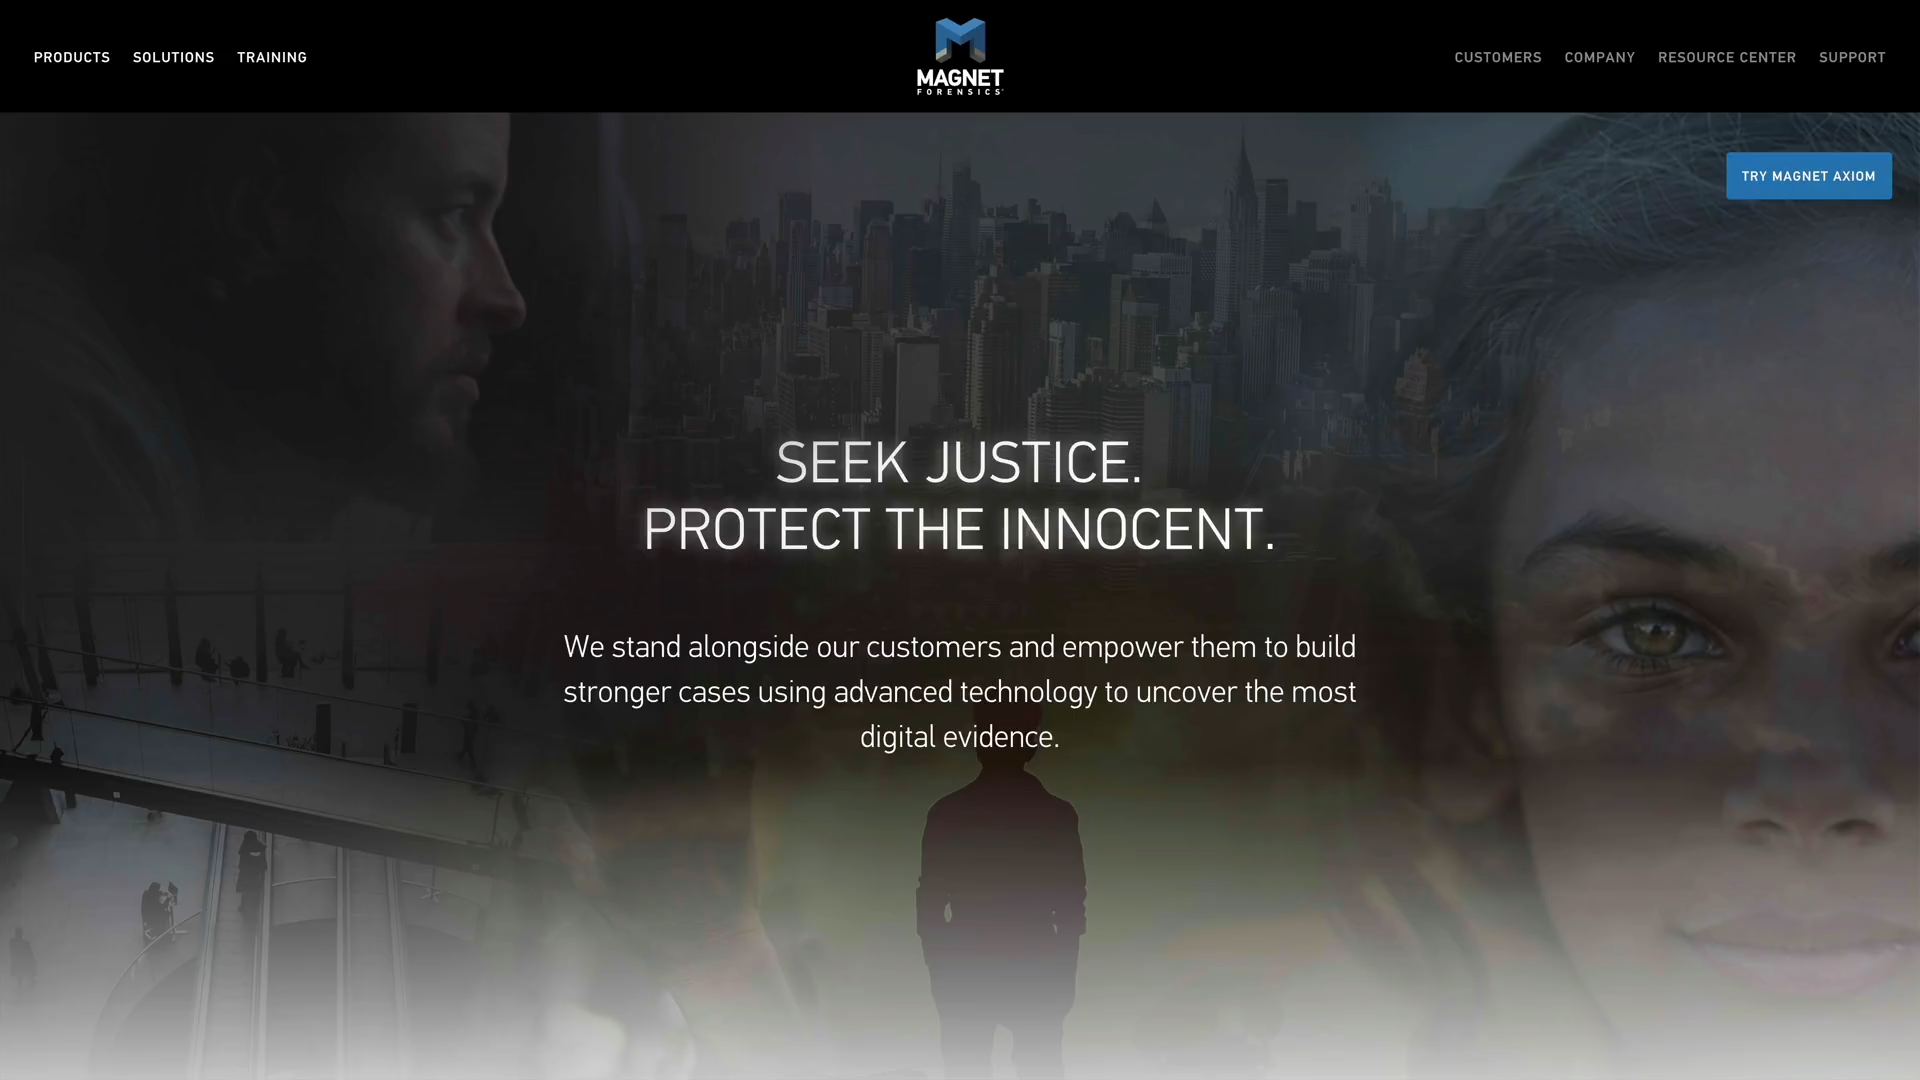 PRODUCTS SOLUTIONS TRAINING
MAGNET
FORENSICS
CUSTOMERS COMPANY RESOURCE CENTER SUPPORT
TRY MAGNET AXIOM
SEEK JUSTICE.
PROTECT THE INNOCENT.
We stand alongside our customers and empower them to build
stronger cases using advanced technology to uncover the most
digital evidence.